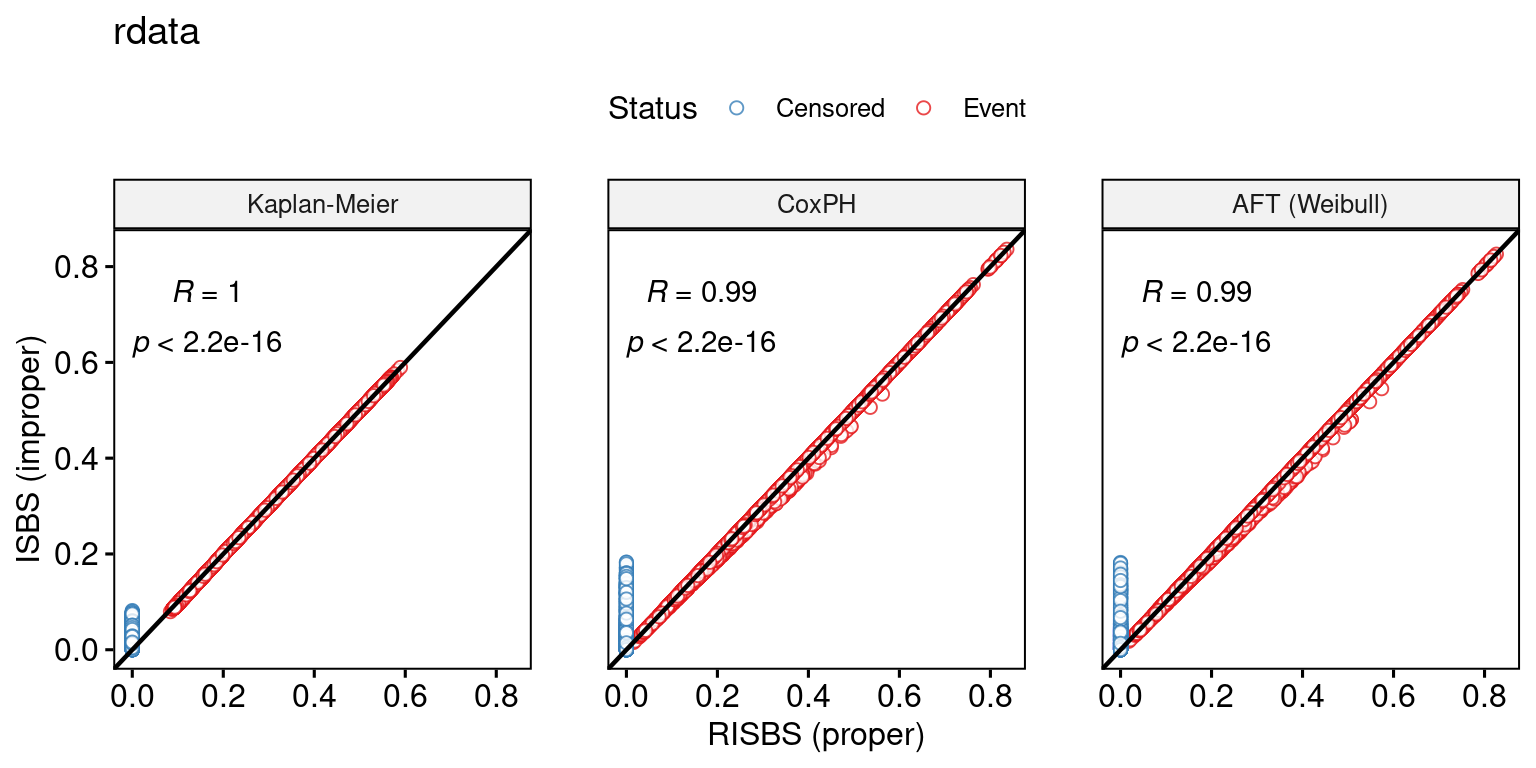 rdata
Status Censored Event
Kaplan-Meier CoxPH AFT (Weibull)
ISBS (improper)
0.8
0.6
0.4
0.2
0.0
R = 1
p < 2.2e-16
R = 0.99
p < 2.2e-16
R = 0.99
p < 2.2e-16
0.0 0.2 0.4 0.6 0.8 0.0 0.2 0.4 0.6 0.8 0.0 0.2 0.4 0.6 0.8
RISBS (proper)